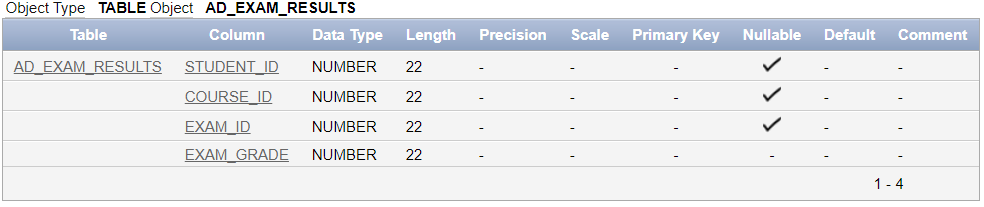 Object Type TABLE Object AD_EXAM_RESULTS
Table Column Data Type Length Precision Scale Primary Key Nullable Default Comment
AD_EXAM_RESULTS STUDENT_ID NUMBER 22 - - - ✓ - -
COURSE_ID NUMBER 22 - - - ✓ - -
EXAM_ID NUMBER 22 - - - ✓ - -
EXAM_GRADE NUMBER 22 - - - - - -
1 - 4